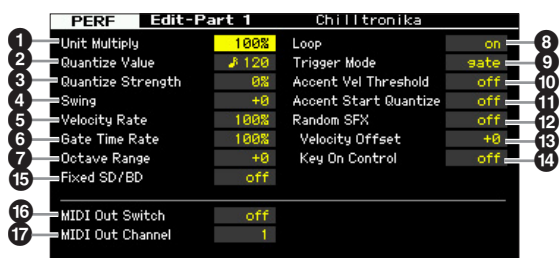 PERF Edit-Part 1 Chilltronika
1 Unit Multiply 100% Loop on 8
2 Quantize Value ♪ 120 Trigger Mode gate 9
3 Quantize Strength 0% Accent Vel Threshold off 10
4 Swing +0 Accent Start Quantize off 11
5 Velocity Rate 100% Random SFX off 12
6 Gate Time Rate 100% Velocity Offset +0 13
7 Octave Range +0 Key On Control off 14
15 Fixed SD/BD off
16 MIDI Out Switch off
17 MIDI Out Channel 1